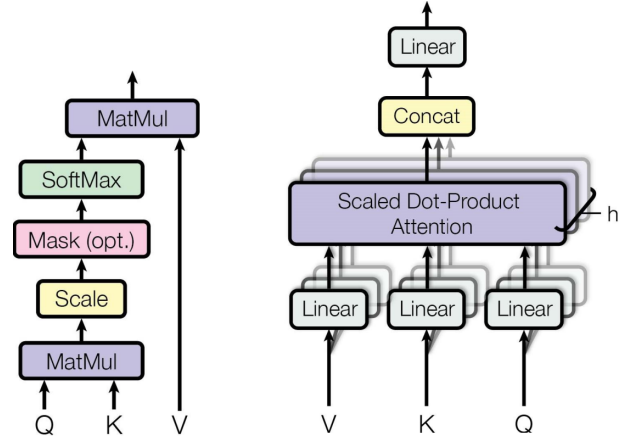 MatMul
SoftMax
Mask (opt.)
Scale
MatMul
Q K V
Linear
Concat
Scaled Dot-Product
Attention
h
Linear Linear Linear
V K Q